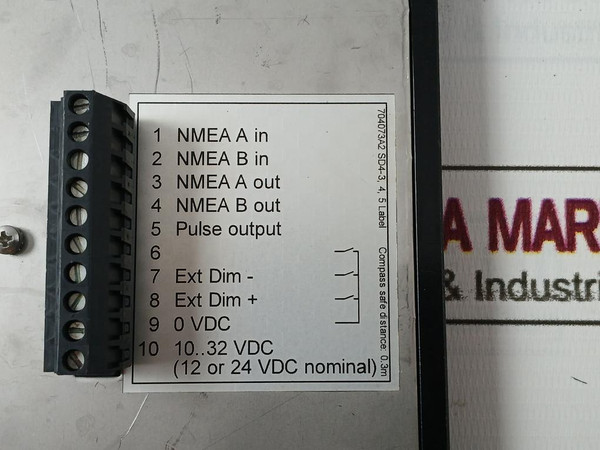 1 NMEA A in
2 NMEA B in
3 NMEA A out
4 NMEA B out
5 Pulse output
6
7 Ext Dim -
8 Ext Dim +
9 0 VDC
10 10..32 VDC
(12 or 24 VDC nominal)
704073A2 SD4-3, 4, 5 Label
Compass safe distance: 0.3m
A MAR
& Industri